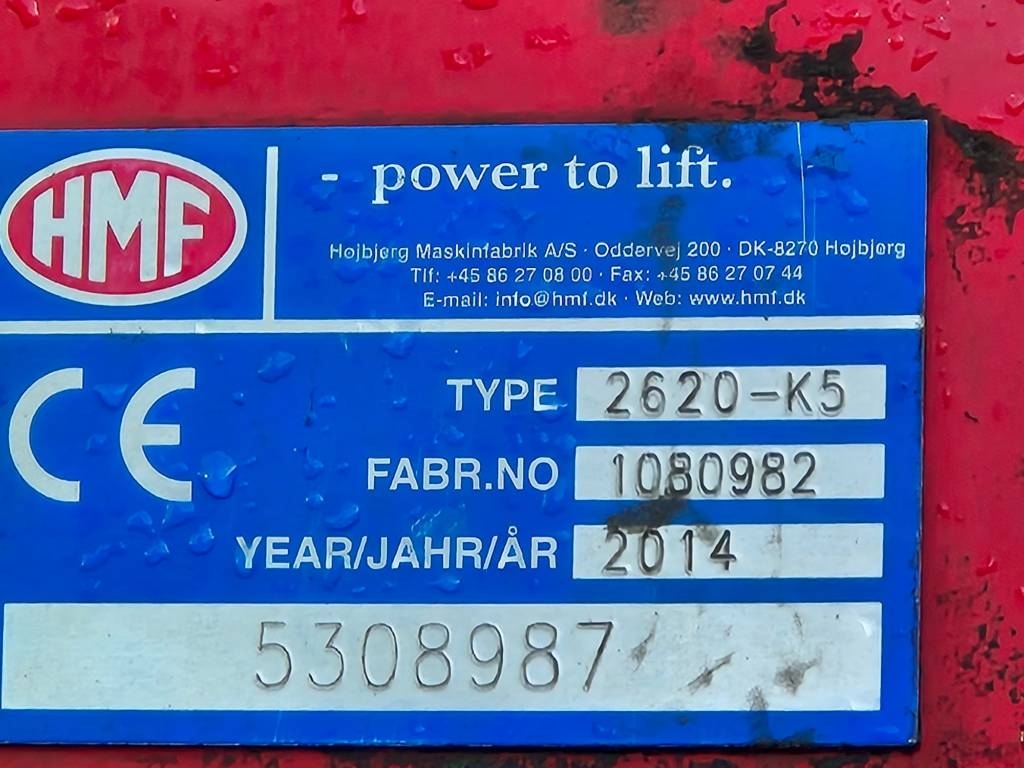 HMF
- power to lift.
Højbjerg Maskinfabrik A/S · Oddervej 200 · DK-8270 Højbjerg
Tlf: +45 86 27 08 00 · Fax: +45 86 27 07 44
E-mail: info@hmf.dk · Web: www.hmf.dk
CE
TYPE 2620-K5
FABR.NO 1080982
YEAR/JAHR/ÅR 2014
5308987